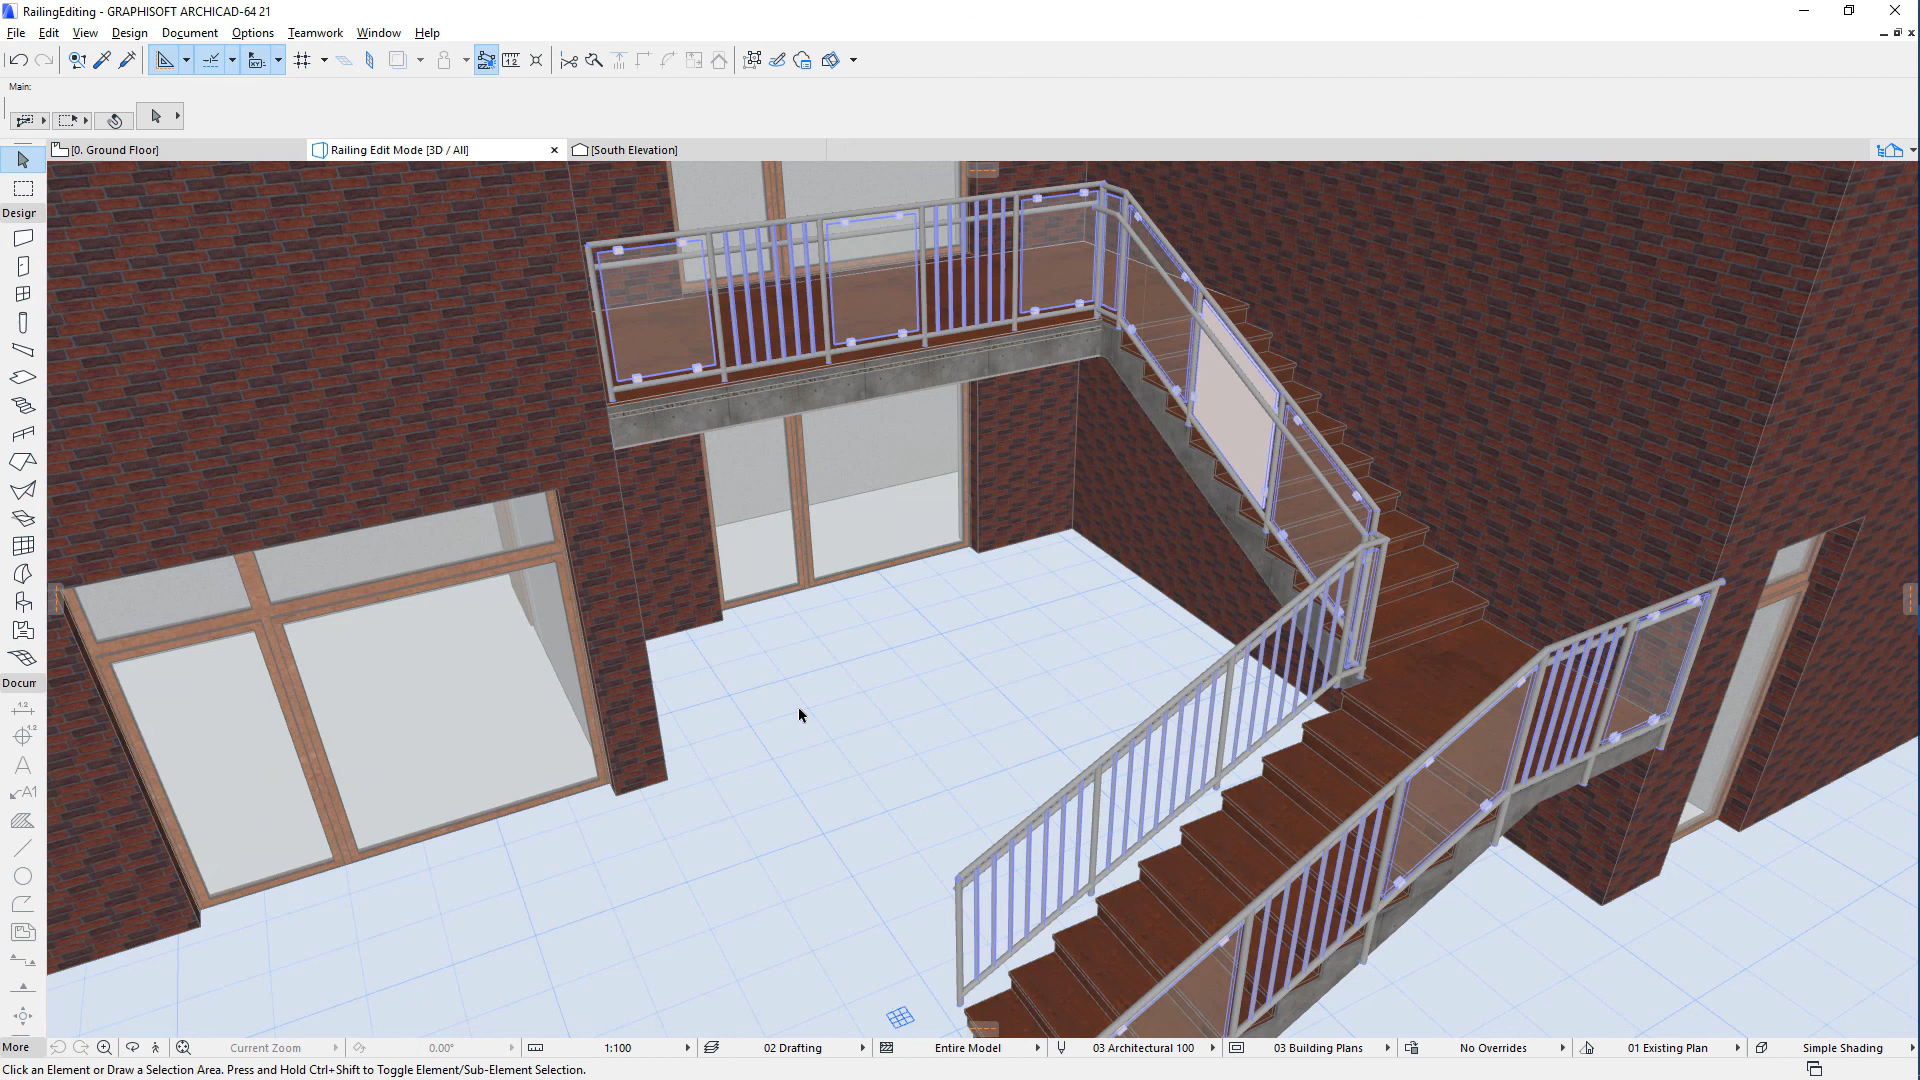 RailingEditing - GRAPHISOFT ARCHICAD-64 21
File Edit View Design Document Options Teamwork Window Help
Main:
[0. Ground Floor] Railing Edit Mode [3D / All] [South Elevation]
Design
Docum
More
Current Zoom 0.00° 1:100 02 Drafting Entire Model 03 Architectural 100 03 Building Plans No Overrides 01 Existing Plan Simple Shading
Click an Element or Draw a Selection Area. Press and Hold Ctrl+Shift to Toggle Element/Sub-Element Selection.